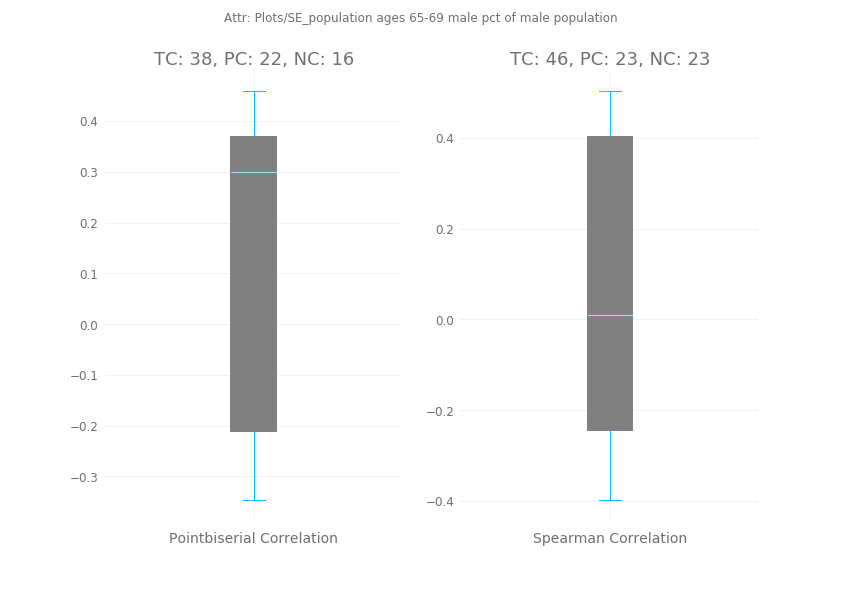 Attr: Plots/SE_population ages 65-69 male pct of male population
TC: 38, PC: 22, NC: 16
0.4
0.3
0.2
0.1
0.0
−0.1
−0.2
−0.3
Pointbiserial Correlation
TC: 46, PC: 23, NC: 23
0.4
0.2
0.0
−0.2
−0.4
Spearman Correlation